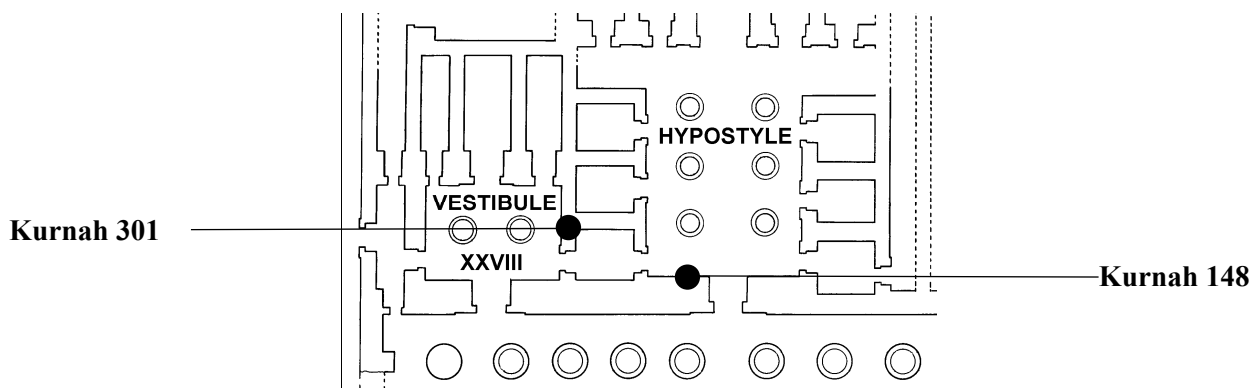 HYPOSTYLE
VESTIBULE
Kurnah 301
XXVIII
Kurnah 148